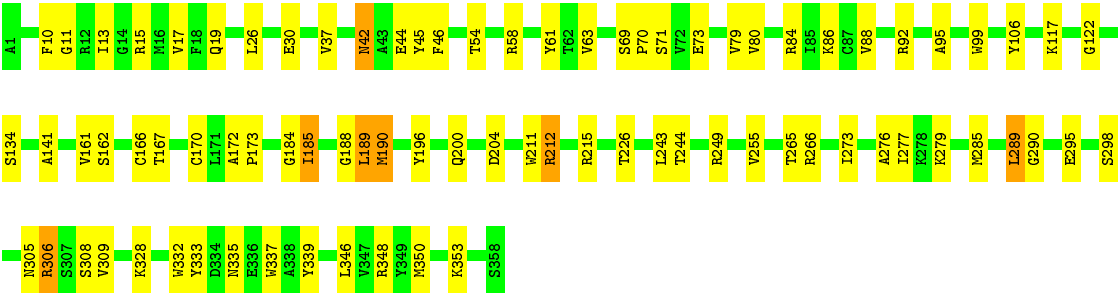 A1 F10 G11 R12 I13 G14 R15 M16 V17 F18 Q19 L26 E30 V37 N42 A43 E44 Y45 F46 T54 R58 Y61 T62 V63 S69 P70 S71 V72 E73 V79 V80 R84 I85 K86 C87 V88 R92 A95 W99 Y106 K117 G122
S134 A141 V161 S162 C166 T167 C170 L171 A172 P173 G184 I185 G188 L189 M190 Y196 Q200 D204 W211 R212 R215 T226 L243 T244 R249 V255 T265 R266 I273 A276 I277 K278 K279 M285 L289 G290 E295 S298
N305 R306 S307 S308 V309 K328 W332 Y333 D334 N335 E336 W337 A338 Y339 L346 V347 R348 Y349 M350 K353 S358